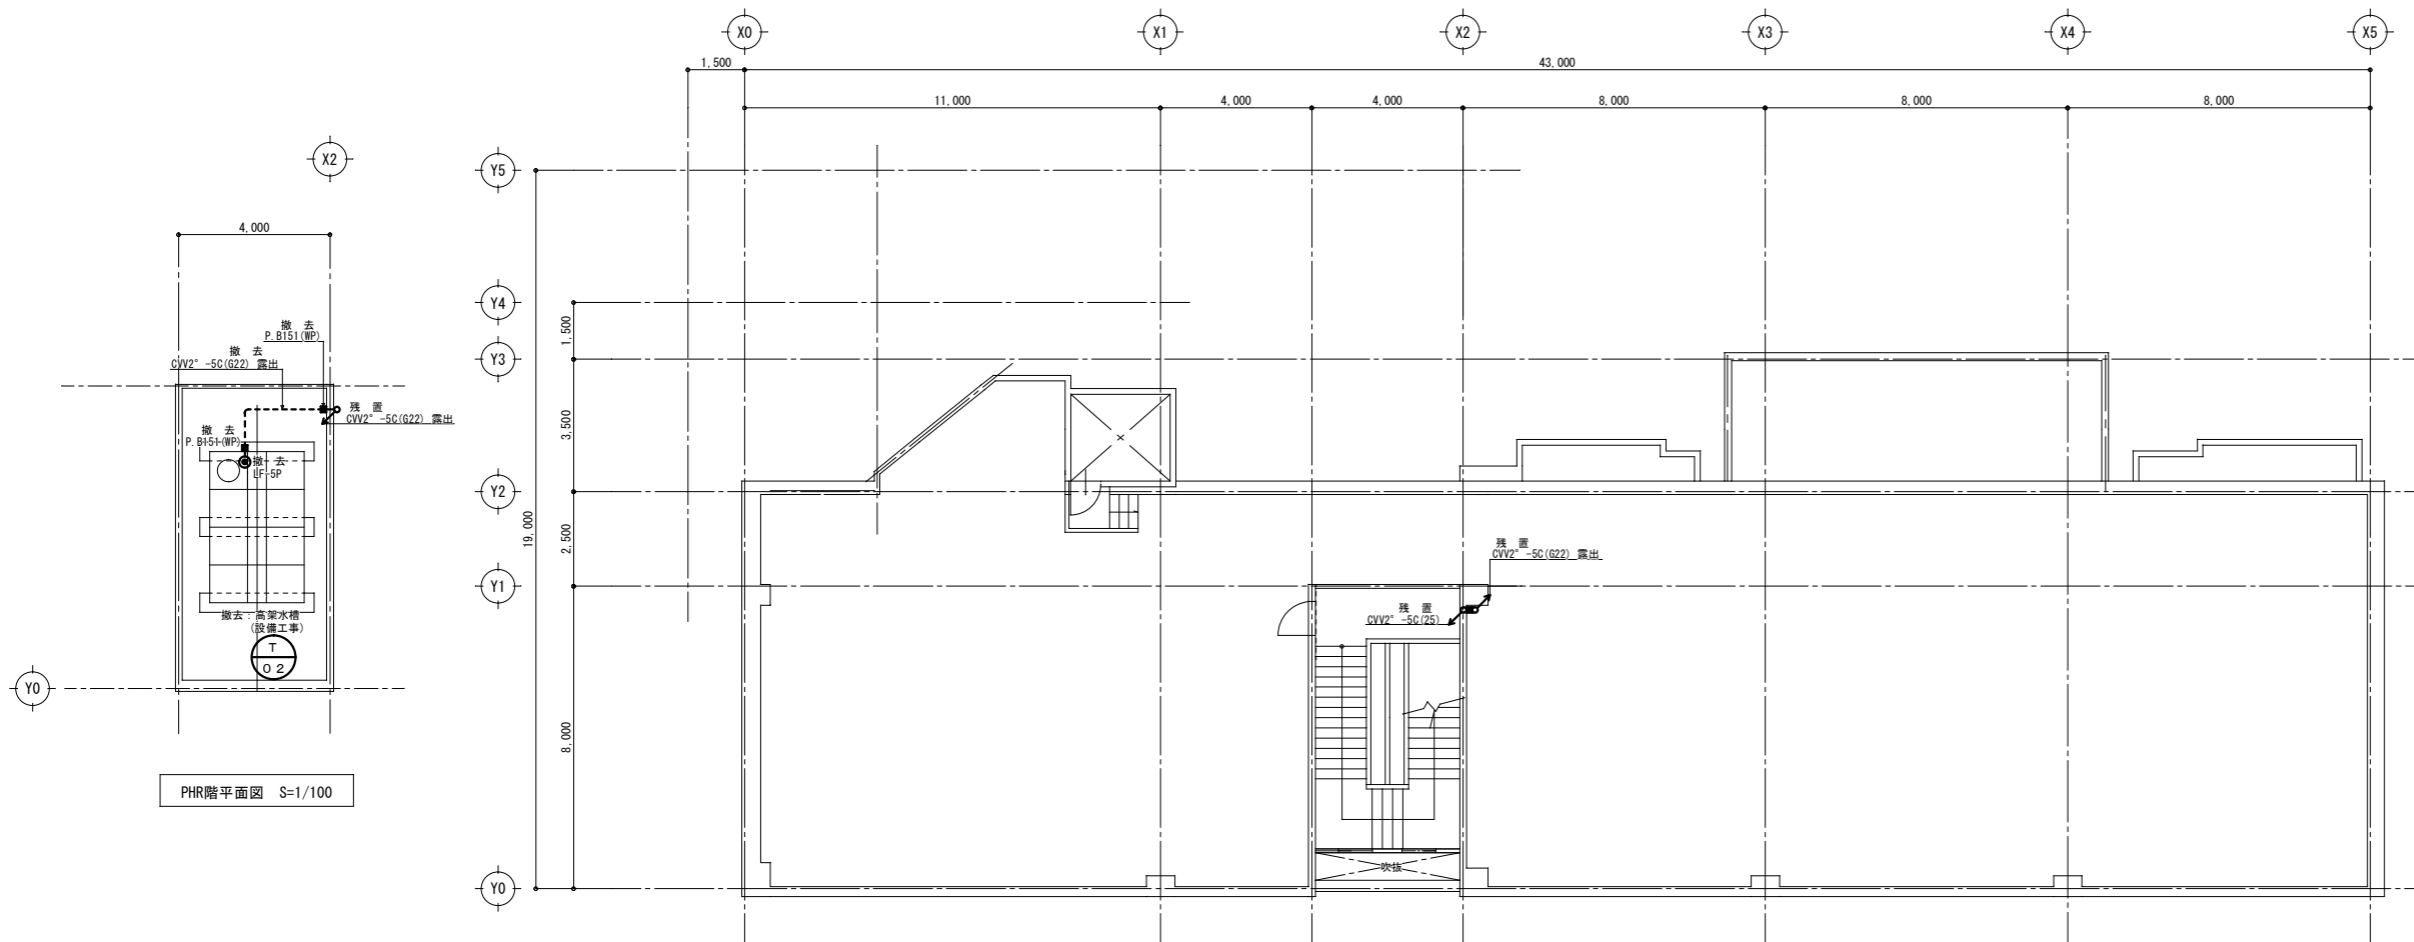 X0
X1
X2
X3
X4
X5
1,500
43,000
11,000
4,000
4,000
8,000
8,000
8,000
X2
4,000
Y5
Y4
Y3
Y2
Y1
Y0
1,500
3,500
2,500
8,000
19,000
撤 去
P.B151(WP)
撤 去
CVV2°-5C(G22) 露出
残 置
CVV2°-5C(G22) 露出
撤 去
P.B151(WP)
撤 去
LF-5P
撤去:高架水槽
(設備工事)
T
02
Y0
PHR階平面図 S=1/100
残 置
CVV2°-5C(G22) 露出
残 置
CVV2°-5C(25)
吹抜